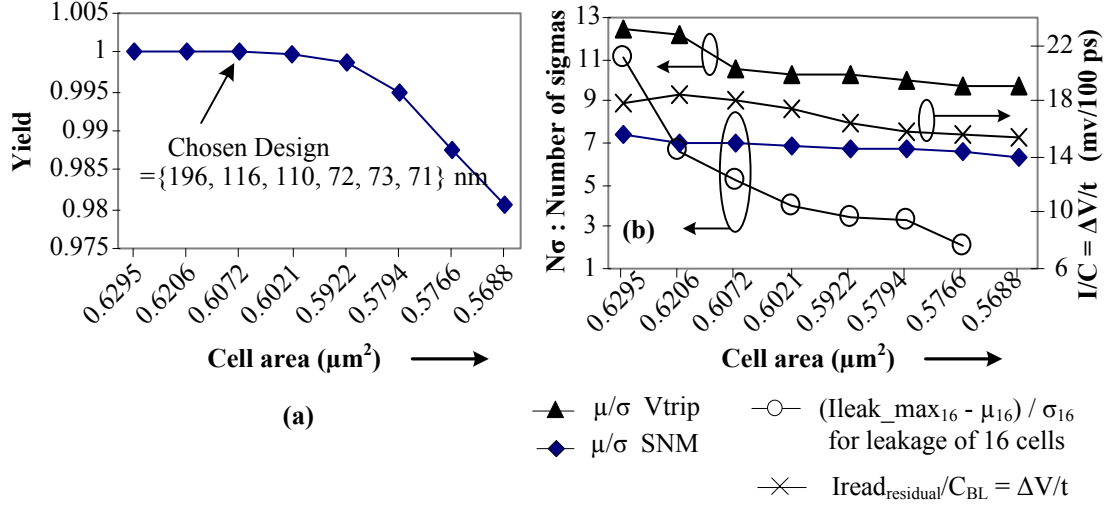 1.005
1
0.995
0.99
0.985
0.98
0.975
Yield
Chosen Design
={196, 116, 110, 72, 73, 71} nm
0.6295
0.6206
0.6072
0.6021
0.5922
0.5794
0.5766
0.5688
Cell area (µm²)
(a)
13
11
9
7
5
3
1
Nσ : Number of sigmas
(b)
22
18
14
10
6
I/C = ΔV/t (mv/100 ps)
0.6295
0.6206
0.6072
0.6021
0.5922
0.5794
0.5766
0.5688
Cell area (µm²)
µ/σ Vtrip
µ/σ SNM
(Ileak_max₁₆ - µ₁₆) / σ₁₆
for leakage of 16 cells
Iread_residual/C_BL = ΔV/t